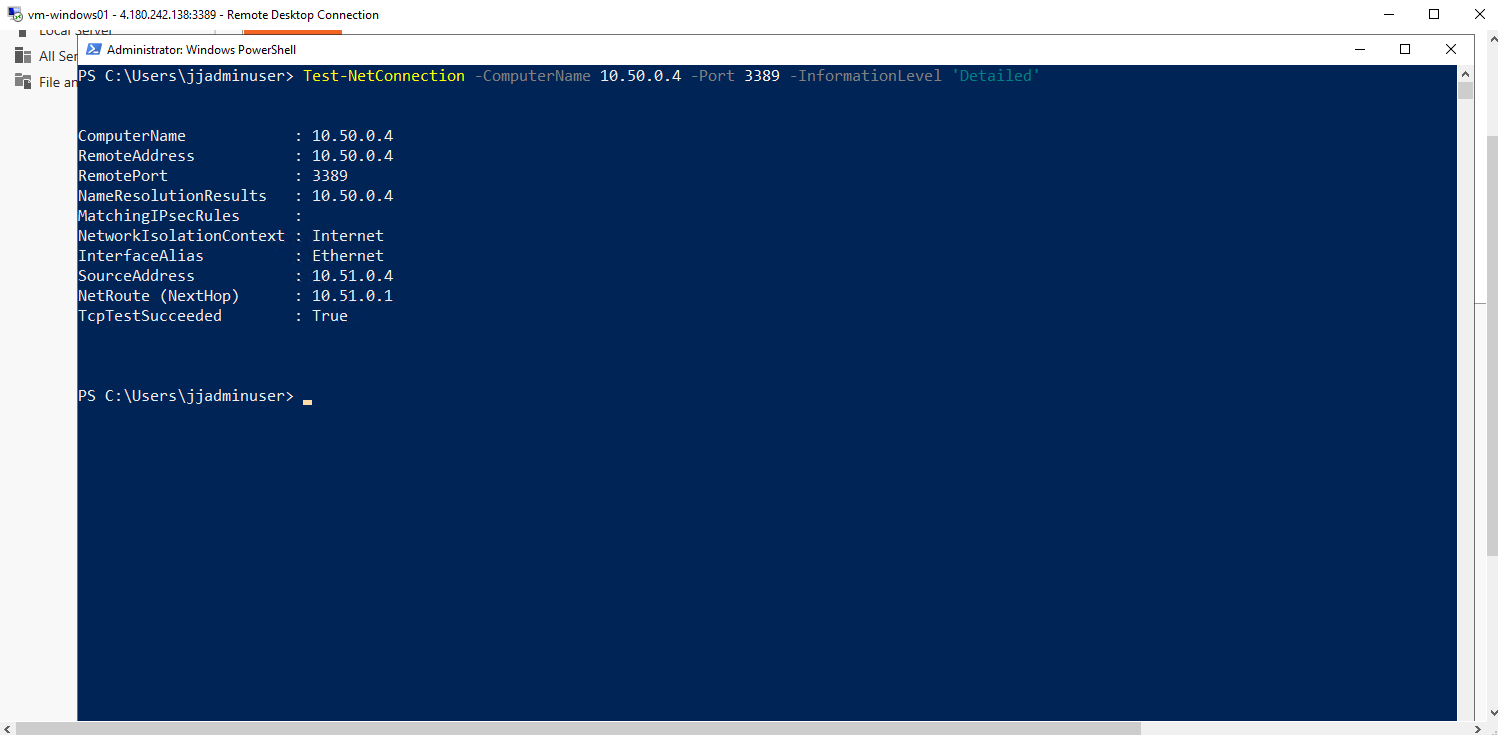 vm-windows01 - 4.180.242.138:3389 - Remote Desktop Connection
Local Server
All Ser
File an
Administrator: Windows PowerShell
PS C:\Users\jjadminuser> Test-NetConnection -ComputerName 10.50.0.4 -Port 3389 -InformationLevel 'Detailed'
ComputerName            : 10.50.0.4
RemoteAddress           : 10.50.0.4
RemotePort              : 3389
NameResolutionResults   : 10.50.0.4
MatchingIPsecRules      :
NetworkIsolationContext : Internet
InterfaceAlias          : Ethernet
SourceAddress           : 10.51.0.4
NetRoute (NextHop)      : 10.51.0.1
TcpTestSucceeded        : True
PS C:\Users\jjadminuser>